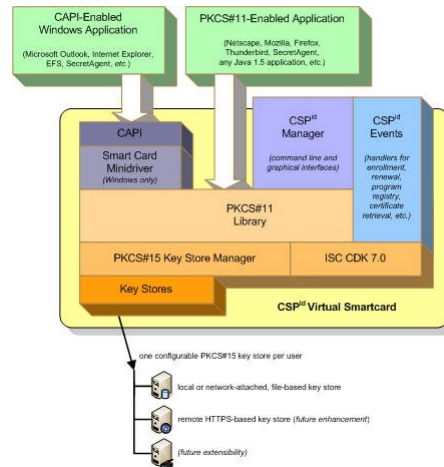 CAPI-Enabled
Windows Application
(Microsoft Outlook, Internet Explorer,
EFS, SecretAgent, etc.)
PKCS#11-Enabled Application
(Netscape, Mozilla, Firefox,
Thunderbird, SecretAgent,
any Java 1.5 application, etc.)
CAPI
Smart Card
Minidriver
(Windows only)
CSPid
Manager
(command line and
graphical interfaces)
CSPid
Events
(handlers for
enrollment,
renewal,
program
registry,
certificate
retrieval, etc.)
PKCS#11
Library
PKCS#15 Key Store Manager
ISC CDK 7.0
Key Stores
CSPid Virtual Smartcard
one configurable PKCS#15 key store per user
local or network-attached, file-based key store
remote HTTPS-based key store (future enhancement)
(future extensibility)